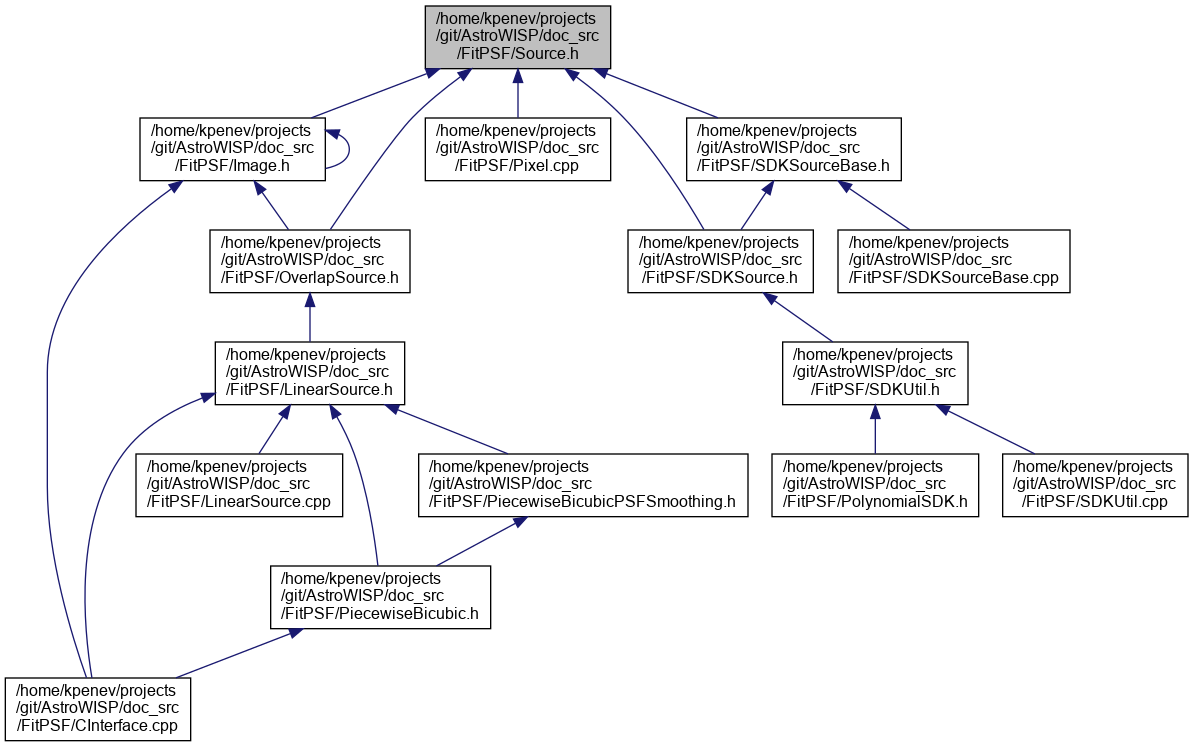 /home/kpenev/projects
/git/AstroWISP/doc_src
/FitPSF/Source.h
/home/kpenev/projects
/git/AstroWISP/doc_src
/FitPSF/Image.h
/home/kpenev/projects
/git/AstroWISP/doc_src
/FitPSF/Pixel.cpp
/home/kpenev/projects
/git/AstroWISP/doc_src
/FitPSF/SDKSourceBase.h
/home/kpenev/projects
/git/AstroWISP/doc_src
/FitPSF/OverlapSource.h
/home/kpenev/projects
/git/AstroWISP/doc_src
/FitPSF/SDKSource.h
/home/kpenev/projects
/git/AstroWISP/doc_src
/FitPSF/SDKSourceBase.cpp
/home/kpenev/projects
/git/AstroWISP/doc_src
/FitPSF/LinearSource.h
/home/kpenev/projects
/git/AstroWISP/doc_src
/FitPSF/SDKUtil.h
/home/kpenev/projects
/git/AstroWISP/doc_src
/FitPSF/LinearSource.cpp
/home/kpenev/projects
/git/AstroWISP/doc_src
/FitPSF/PiecewiseBicubicPSFSmoothing.h
/home/kpenev/projects
/git/AstroWISP/doc_src
/FitPSF/PolynomialSDK.h
/home/kpenev/projects
/git/AstroWISP/doc_src
/FitPSF/SDKUtil.cpp
/home/kpenev/projects
/git/AstroWISP/doc_src
/FitPSF/PiecewiseBicubic.h
/home/kpenev/projects
/git/AstroWISP/doc_src
/FitPSF/CInterface.cpp